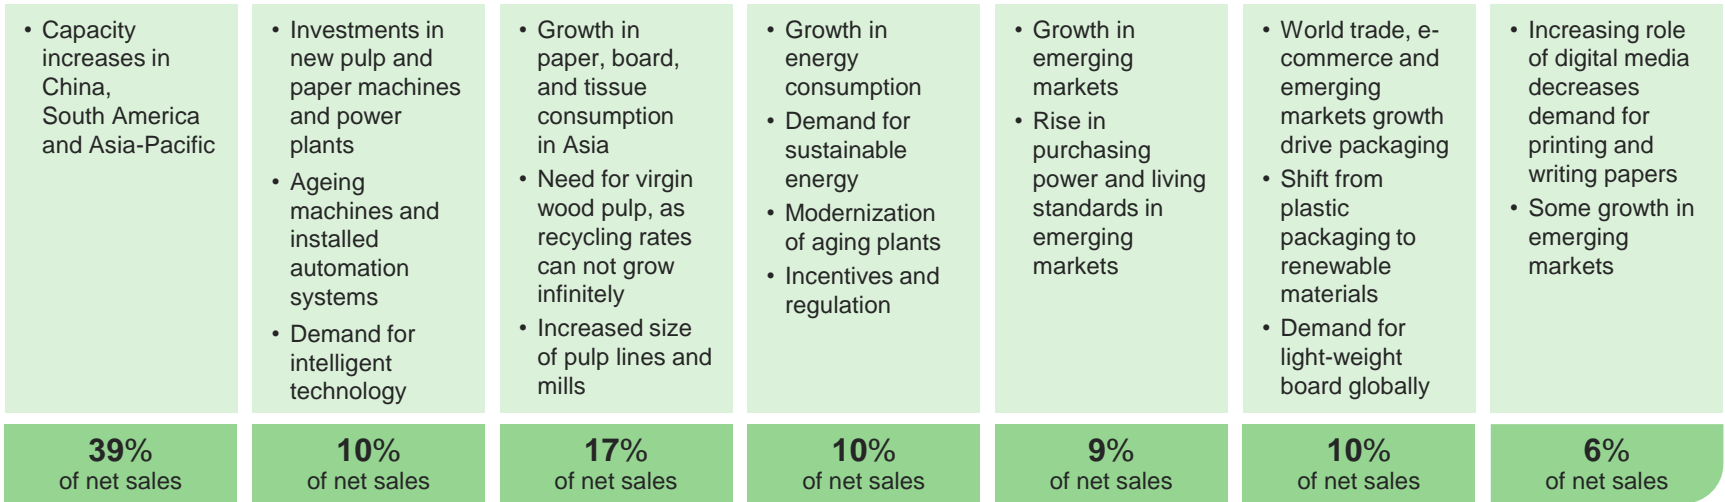 • Capacity
increases in
China,
South America
and Asia-Pacific
39%
of net sales
• Investments in
new pulp and
paper machines
and power
plants
• Ageing
machines and
installed
automation
systems
• Demand for
intelligent
technology
10%
of net sales
• Growth in
paper, board,
and tissue
consumption
in Asia
• Need for virgin
wood pulp, as
recycling rates
can not grow
infinitely
• Increased size
of pulp lines and
mills
17%
of net sales
• Growth in
energy
consumption
• Demand for
sustainable
energy
• Modernization
of aging plants
• Incentives and
regulation
10%
of net sales
• Growth in
emerging
markets
• Rise in
purchasing
power and living
standards in
emerging
markets
9%
of net sales
• World trade, e-
commerce and
emerging
markets growth
drive packaging
• Shift from
plastic
packaging to
renewable
materials
• Demand for
light-weight
board globally
10%
of net sales
• Increasing role
of digital media
decreases
demand for
printing and
writing papers
• Some growth in
emerging
markets
6%
of net sales